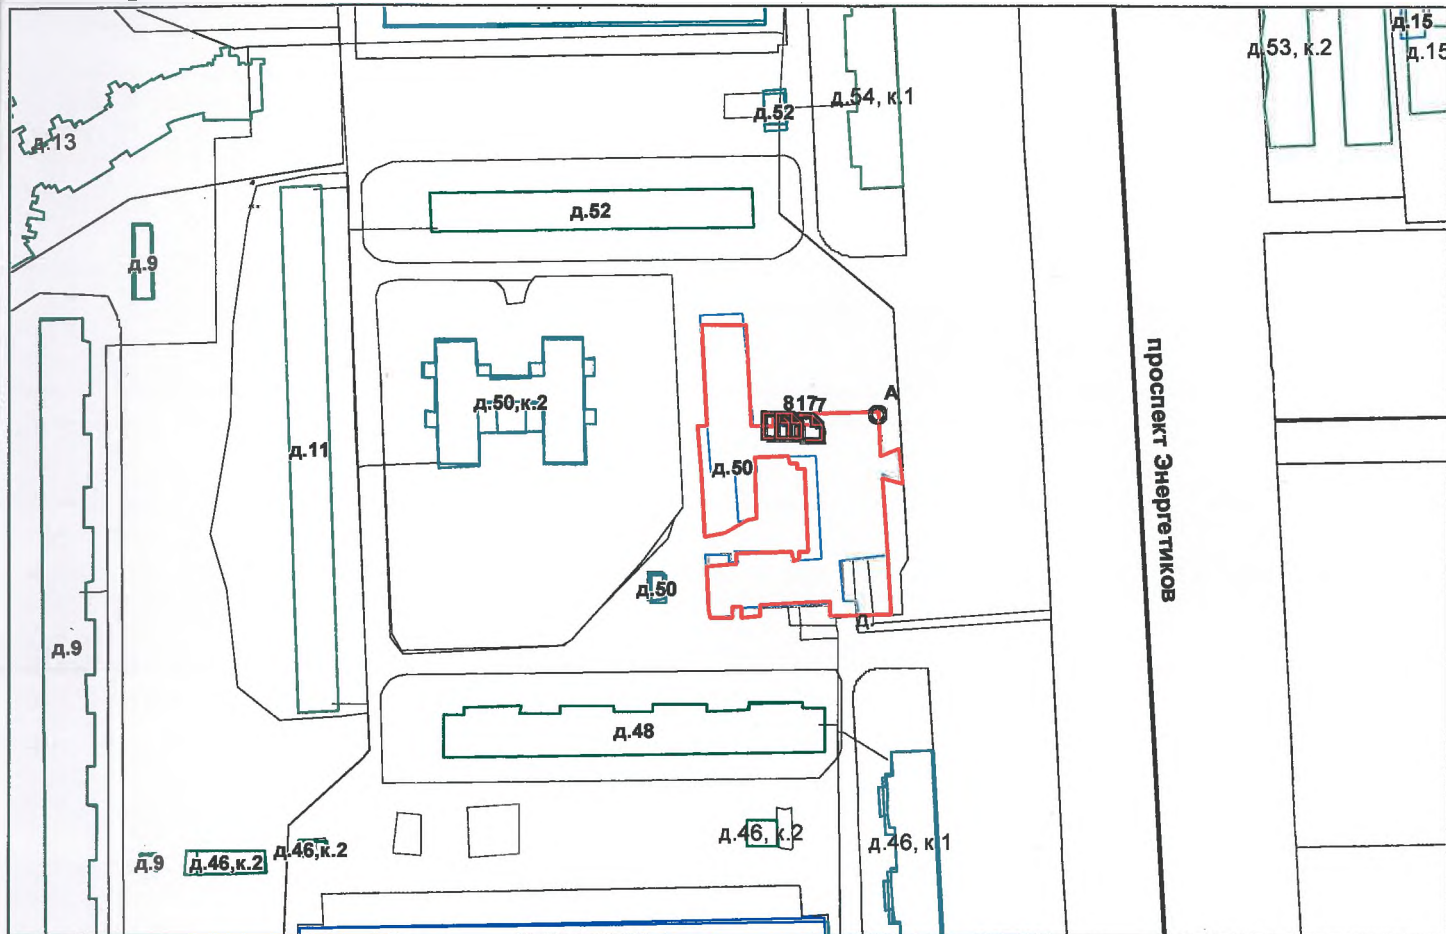 д.15
д.53, к.2
д.15
д.54, к.1
д.52
д.13
д.52
д.9
проспект Энергетиков
А
8177
д.50,к.2
д.11
д.50
д.50
д.
д.9
д.48
д.46, к.2
д.46, к.1
д.46,к.2
д.9
д.46,к.2